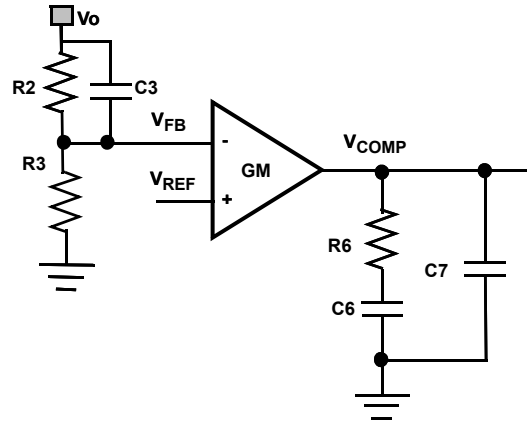 Vo
R2
C3
VFB
VCOMP
R3
VREF
-
+
GM
R6
C7
C6